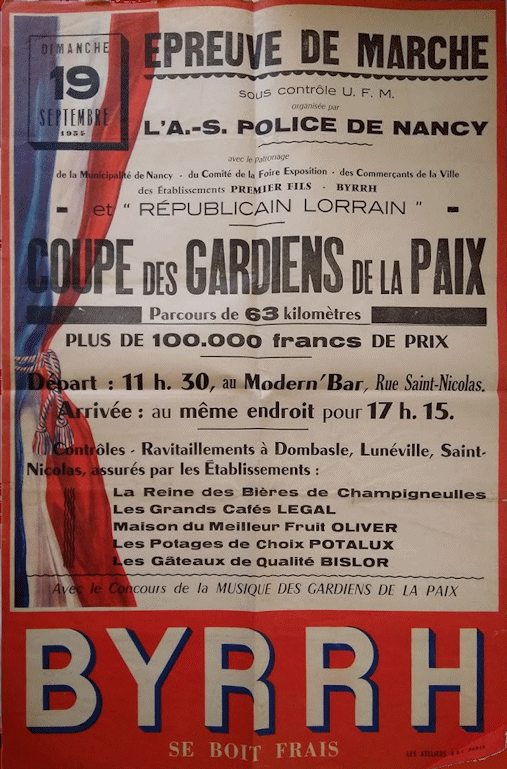 DIMANCHE
19
SEPTEMBRE
EPREUVE DE MARCHE
sous contrôle U. F. M.
organisée par
L'A.-S. POLICE DE NANCY
avec le patronage
de la Municipalité de Nancy - du Comité de la Foire Exposition - des Commerçants de la Ville
des Établissements PREMIER FILS - BYRRH
- et " RÉPUBLICAIN LORRAIN " -
COUPE DES GARDIENS DE LA PAIX
Parcours de 63 kilomètres
PLUS DE 100.000 francs DE PRIX
Départ : 11 h. 30, au Modern'Bar, Rue Saint-Nicolas.
Arrivée : au même endroit pour 17 h. 15.
Contrôles - Ravitaillements à Dombasle, Lunéville, Saint-
Nicolas, assurés par les Établissements :
La Reine des Bières de Champigneulles
Les Grands Cafés LEGAL
Maison du Meilleur Fruit OLIVER
Les Potages de Choix POTALUX
Les Gâteaux de Qualité BISLOR
Avec le Concours de la MUSIQUE DES GARDIENS DE LA PAIX
BYRRH
SE BOIT FRAIS
LES ATELIERS